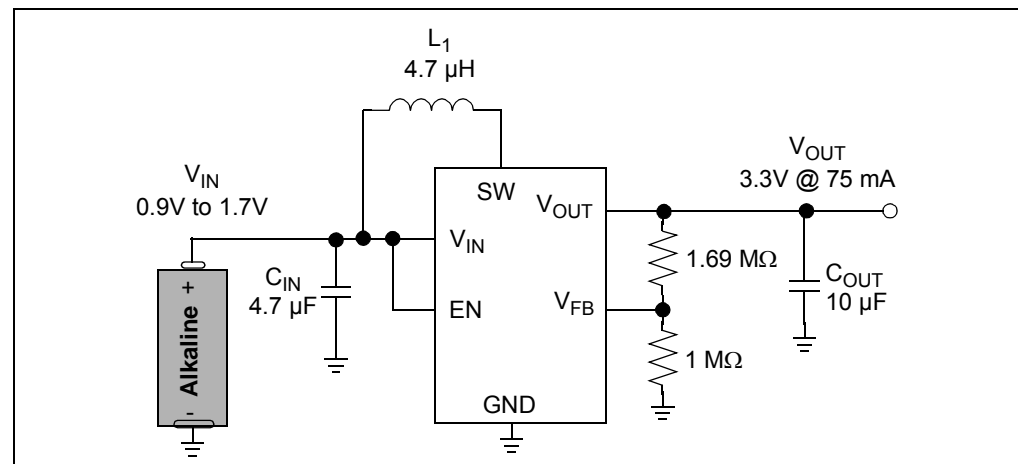 L1
4.7 µH
VIN
0.9V to 1.7V
VOUT
3.3V @ 75 mA
SW
VOUT
VIN
1.69 MΩ
CIN
4.7 µF
COUT
10 µF
EN
VFB
Alkaline + -
1 MΩ
GND